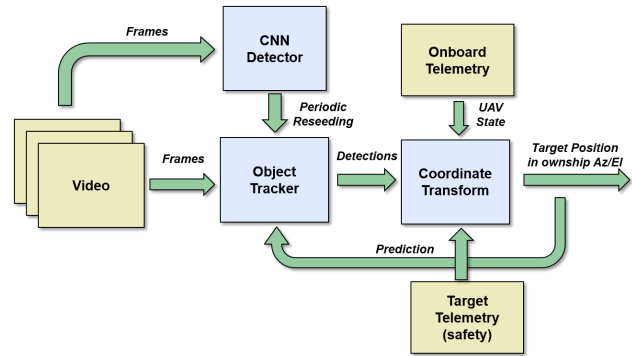 Frames
CNN
Detector
Onboard
Telemetry
Periodic
Reseeding
UAV
State
Video
Frames
Object
Tracker
Detections
Coordinate
Transform
Target Position
in ownship Az/El
Prediction
Target
Telemetry
(safety)